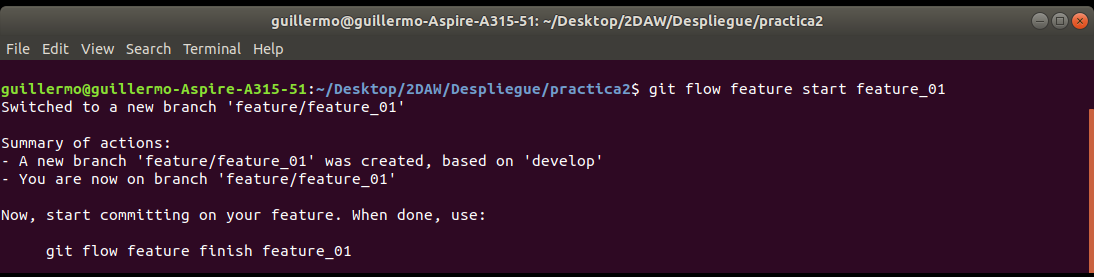 guillermo@guillermo-Aspire-A315-51: ~/Desktop/2DAW/Despliegue/practica2
File Edit View Search Terminal Help
guillermo@guillermo-Aspire-A315-51:~/Desktop/2DAW/Despliegue/practica2$ git flow feature start feature_01
Switched to a new branch 'feature/feature_01'
Summary of actions:
- A new branch 'feature/feature_01' was created, based on 'develop'
- You are now on branch 'feature/feature_01'
Now, start committing on your feature. When done, use:
git flow feature finish feature_01